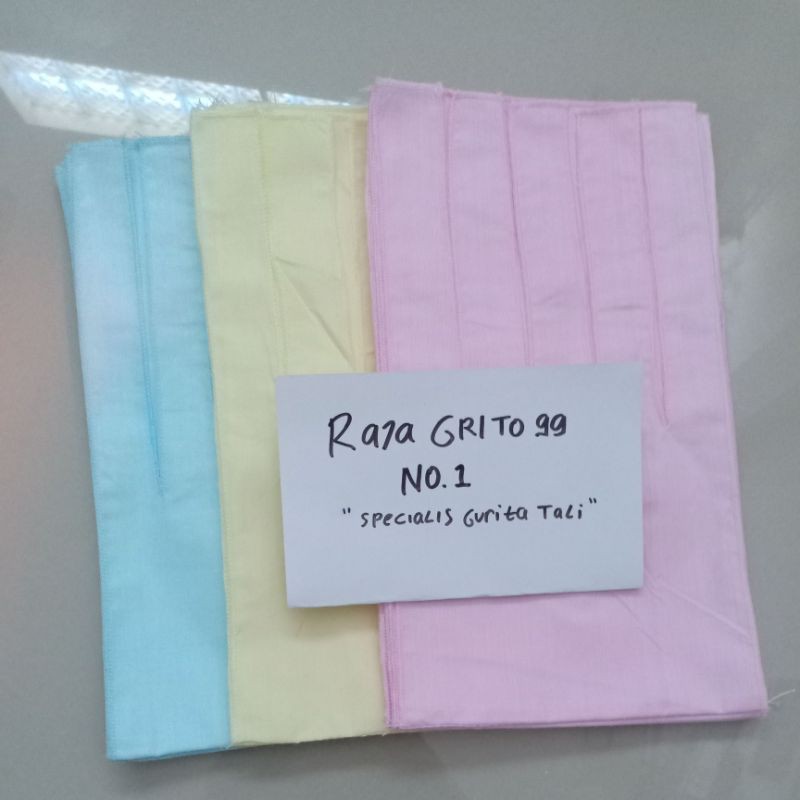 Raja GRITO 99
NO.1
"SPECIALIS Gurita Tali"